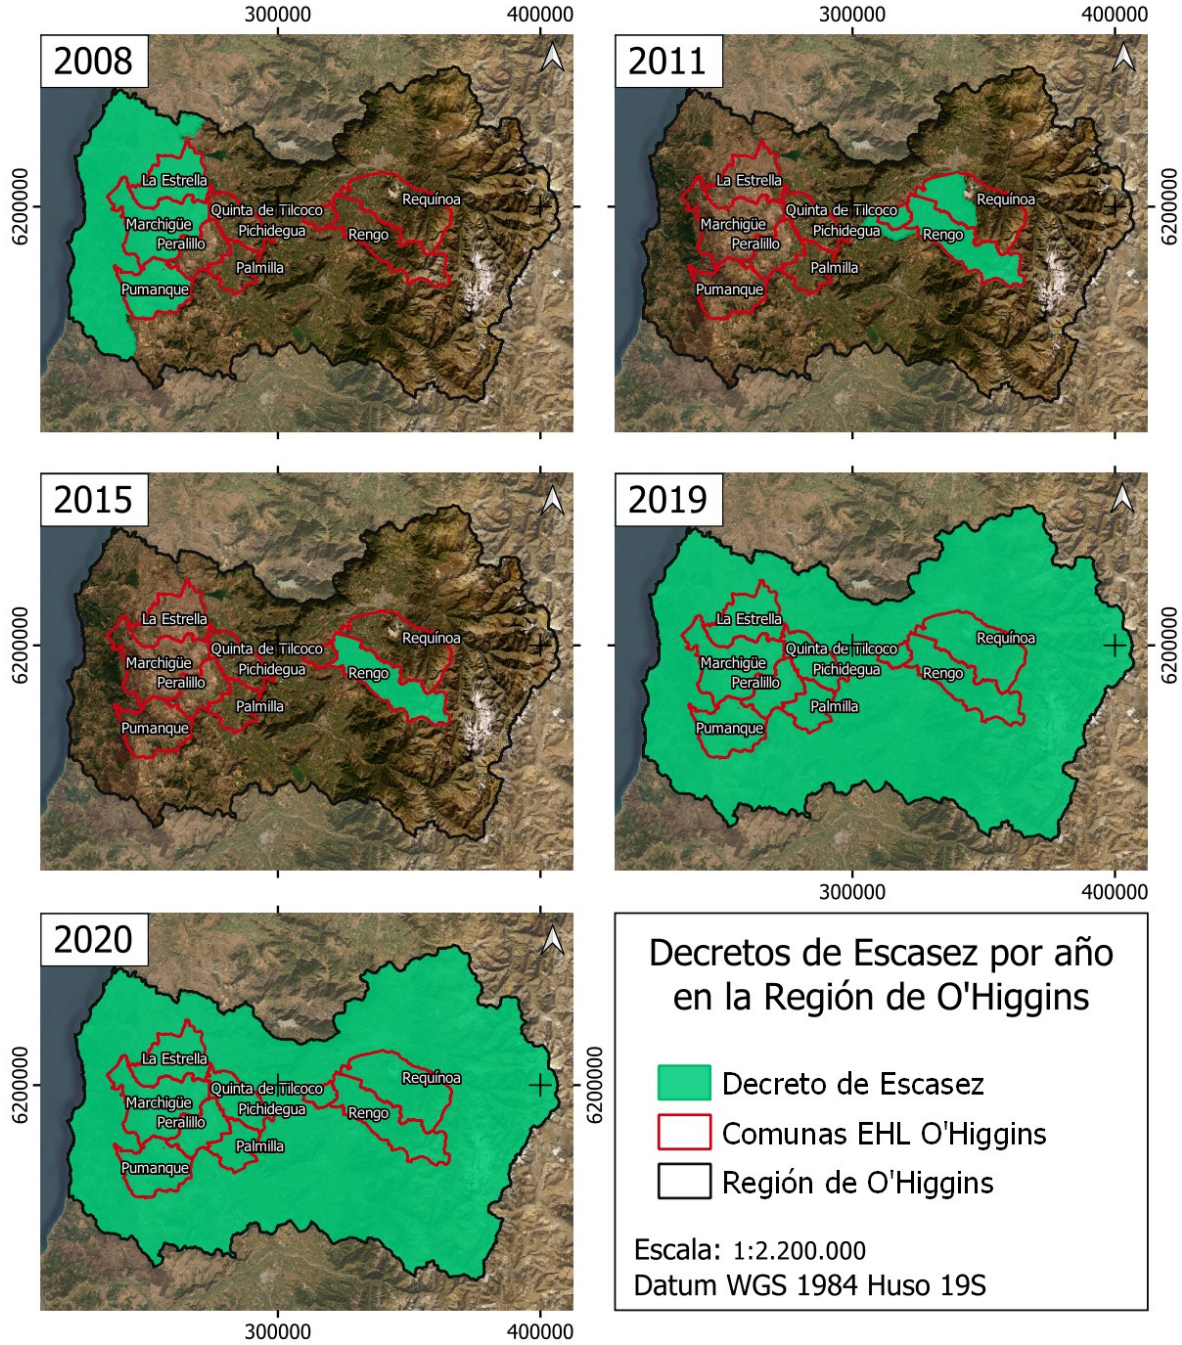 300000
400000
300000
400000
2008
2011
6200000
La Estrella
Requínoa
Quinta de Tilcoco
Marchigüe
Pichidegua
Rengo
Peralillo
Palmilla
Pumanque
La Estrella
Requínoa
Quinta de Tilcoco
Marchigüe
Pichidegua
Rengo
Peralillo
Palmilla
Pumanque
6200000
2015
2019
6200000
La Estrella
Requínoa
Quinta de Tilcoco
Marchigüe
Pichidegua
Rengo
Peralillo
Palmilla
Pumanque
La Estrella
Requínoa
Quinta de Tilcoco
Marchigüe
Pichidegua
Rengo
Peralillo
Palmilla
Pumanque
6200000
300000
400000
2020
6200000
La Estrella
Requínoa
Quinta de Tilcoco
Marchigüe
Pichidegua
Rengo
Peralillo
Palmilla
Pumanque
6200000
300000
400000
Decretos de Escasez por año
en la Región de O'Higgins
Decreto de Escasez
Comunas EHL O'Higgins
Región de O'Higgins
Escala: 1:2.200.000
Datum WGS 1984 Huso 19S